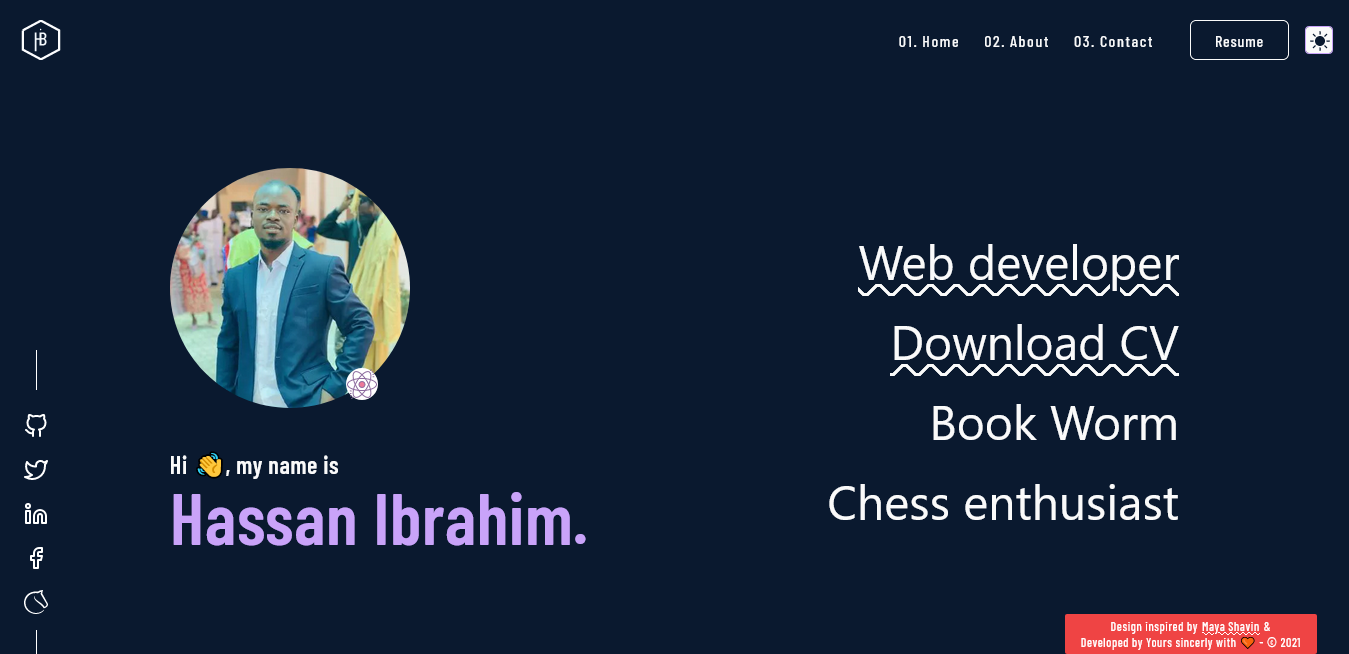 HB
01. Home 02. About 03. Contact Resume
Web developer
Download CV
Book Worm
Chess enthusiast
Hi 👋, my name is
Hassan Ibrahim.
Design inspired by Maya Shavin &
Developed by Yours sincerly with 🧡 - © 2021